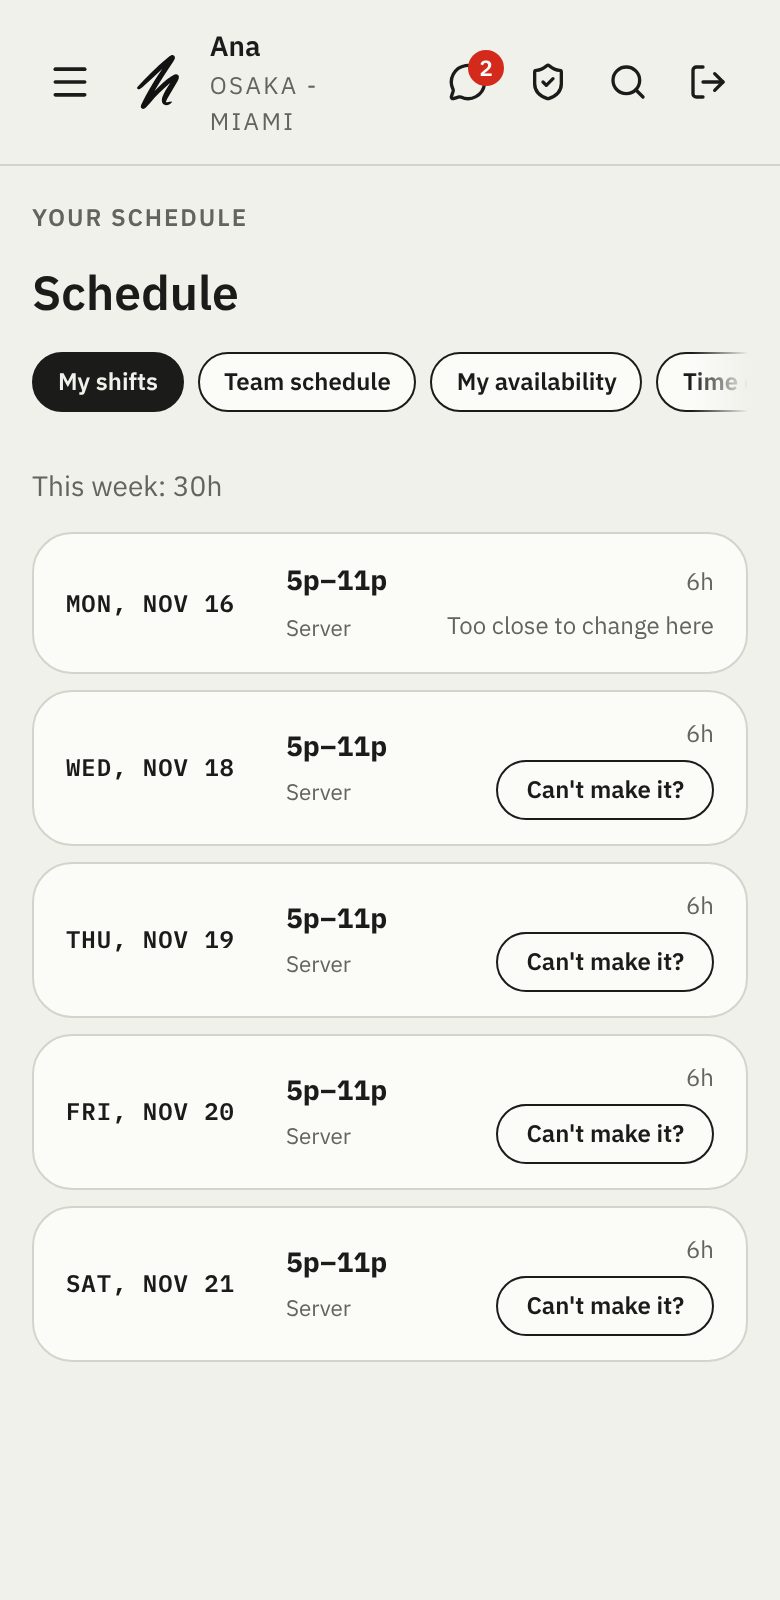 Ana
OSAKA -
MIAMI
2
YOUR SCHEDULE
Schedule
My shifts
Team schedule
My availability
Time
This week: 30h
MON, NOV 16
5p–11p
Server
6h
Too close to change here
WED, NOV 18
5p–11p
Server
6h
Can't make it?
THU, NOV 19
5p–11p
Server
6h
Can't make it?
FRI, NOV 20
5p–11p
Server
6h
Can't make it?
SAT, NOV 21
5p–11p
Server
6h
Can't make it?